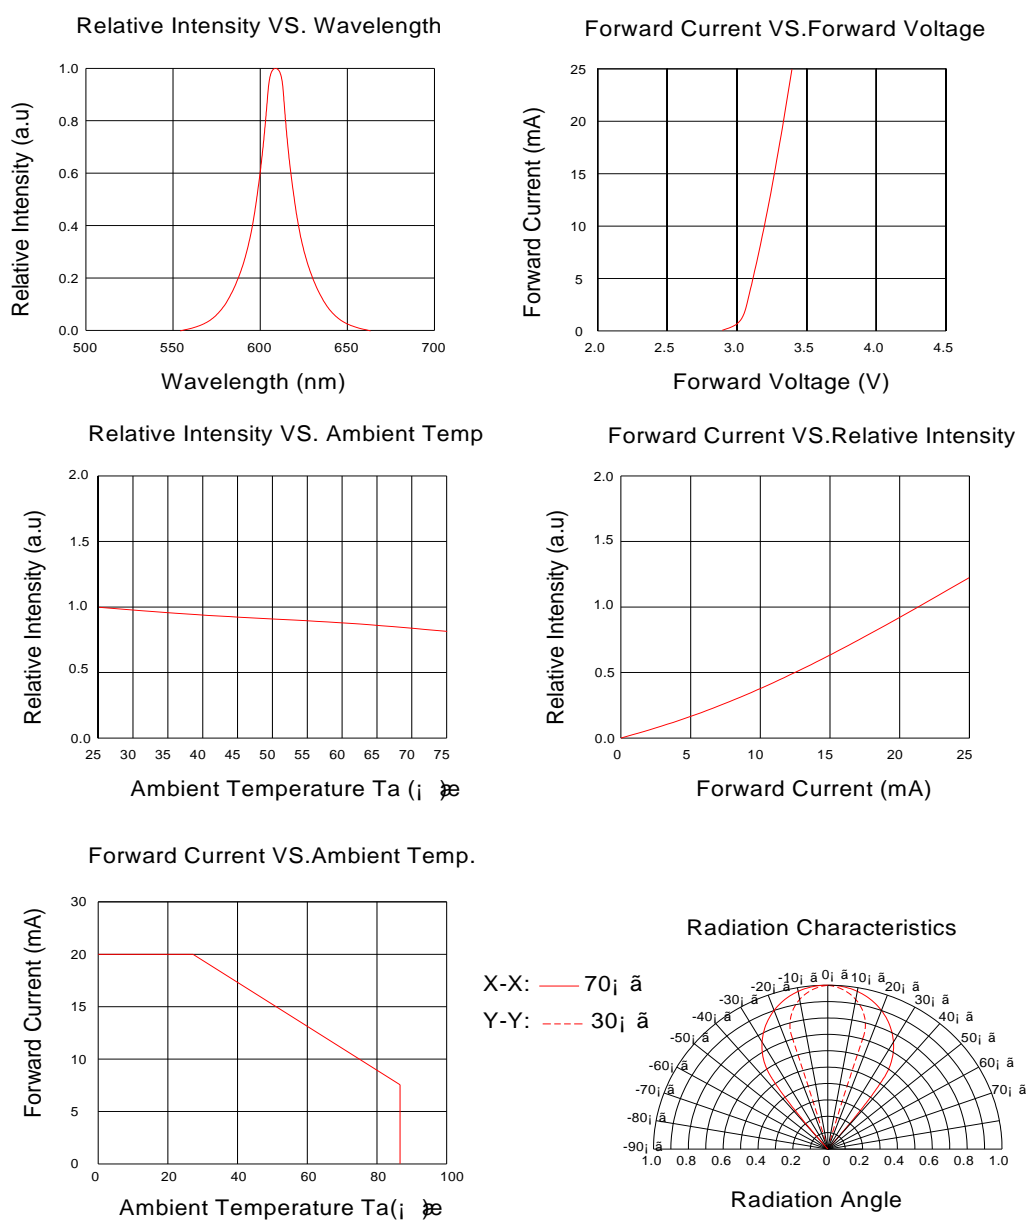 Relative Intensity VS. Wavelength
Relative Intensity (a.u)
1.0
0.8
0.6
0.4
0.2
0.0
500 550 600 650 700
Wavelength (nm)
Forward Current VS.Forward Voltage
Forward Current (mA)
25
20
15
10
5
0
2.0 2.5 3.0 3.5 4.0 4.5
Forward Voltage (V)
Relative Intensity VS. Ambient Temp
Relative Intensity (a.u)
2.0
1.5
1.0
0.5
0.0
25 30 35 40 45 50 55 60 65 70 75
Ambient Temperature Ta (¡ )æ
Forward Current VS.Relative Intensity
Relative Intensity (a.u)
2.0
1.5
1.0
0.5
0.0
0 5 10 15 20 25
Forward Current (mA)
Forward Current VS.Ambient Temp.
Forward Current (mA)
30
20
15
10
5
0
0 20 40 60 80 100
Ambient Temperature Ta(¡ )æ
Radiation Characteristics
X-X: 70¡ ã
Y-Y: 30¡ ã
-90¡ ã
-80¡ ã
-70¡ ã
-60¡ ã
-50¡ ã
-40¡ ã
-30¡ ã
-20¡ ã
-10¡ ã
0¡ ã
10¡ ã
20¡ ã
30¡ ã
40¡ ã
50¡ ã
60¡ ã
70¡ ã
1.0 0.8 0.6 0.4 0.2 0 0.2 0.4 0.6 0.8 1.0
Radiation Angle